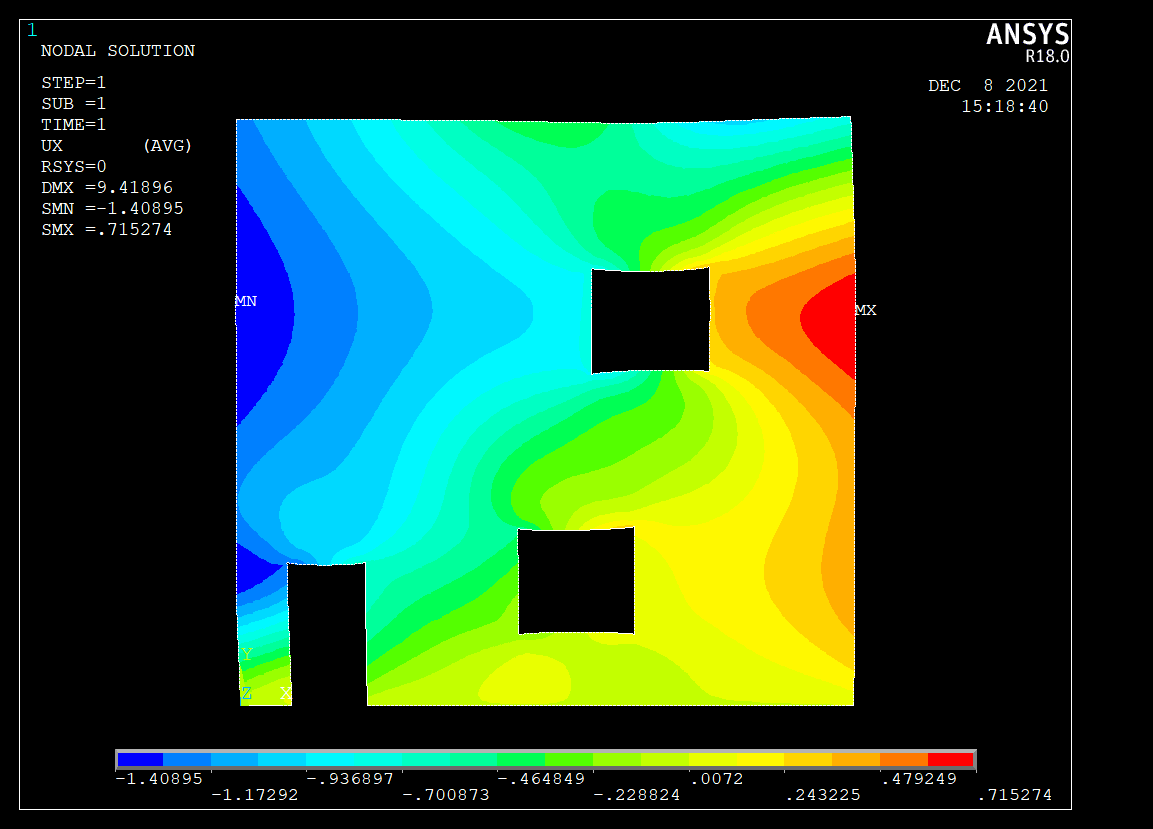 1
ANSYS
R18.0
NODAL SOLUTION
STEP=1
SUB =1
TIME=1
UX (AVG)
RSYS=0
DMX =9.41896
SMN =-1.40895
SMX =.715274
DEC 8 2021
15:18:40
MN
MX
Y
Z X
-1.40895 -.936897 -.464849 .0072 .479249
-1.17292 -.700873 -.228824 .243225 .715274